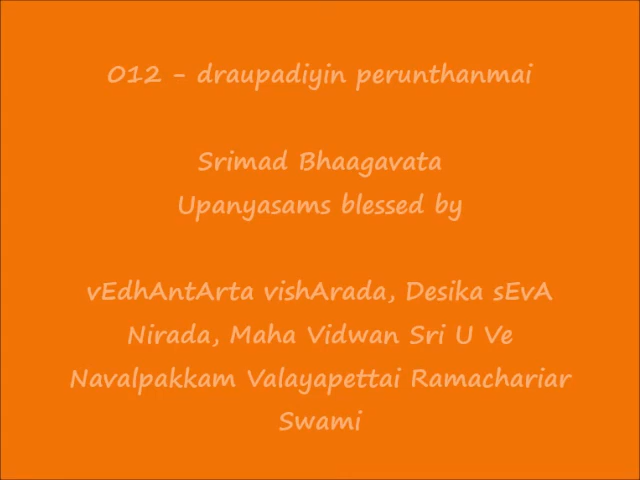 012 - draupadiyin perunthanmai
Srimad Bhaagavata
Upanyasams blessed by
vEdhAntArta vishArada, Desika sEvA
Nirada, Maha Vidwan Sri U Ve
Navalpakkam Valayapettai Ramachariar
Swami